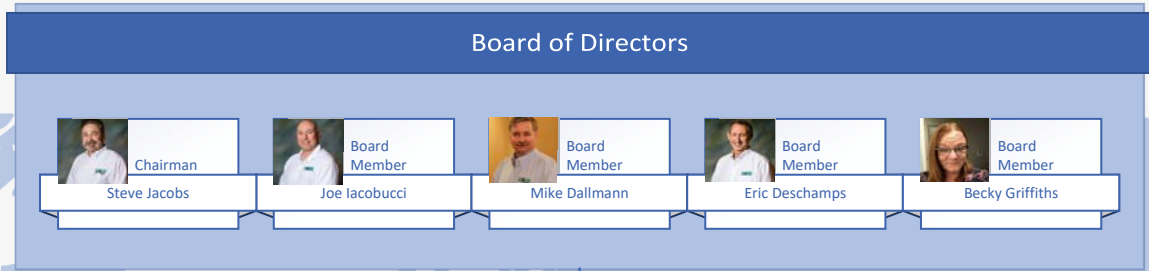 Board of Directors
Chairman
Steve Jacobs
Board
Member
Joe Iacobucci
Board
Member
Mike Dallmann
Board
Member
Eric Deschamps
Board
Member
Becky Griffiths